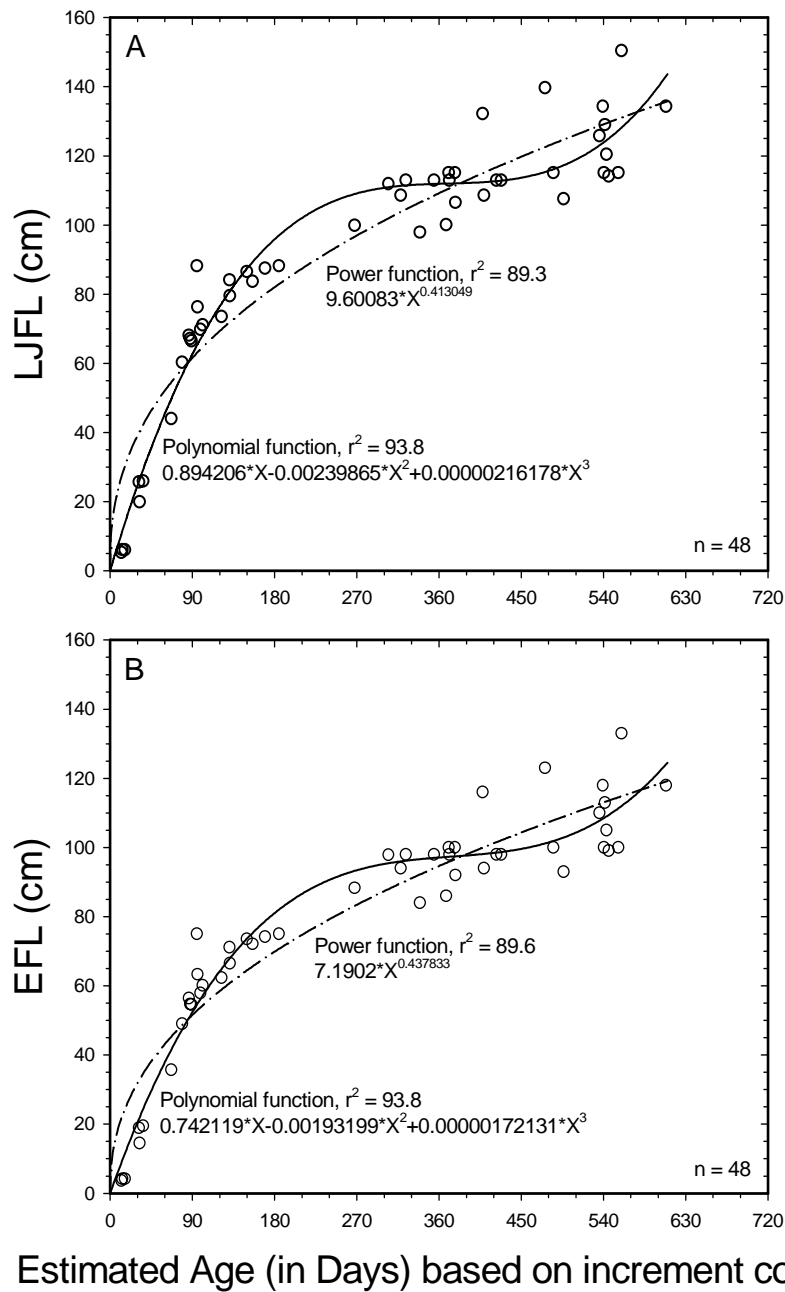 A
LJFL (cm)
160
140
120
100
80
60
40
20
0
Power function, r² = 89.3
9.60083*X^0.413049
Polynomial function, r² = 93.8
0.894206*X-0.00239865*X²+0.00000216178*X³
n = 48
0 90 180 270 360 450 540 630 720
B
EFL (cm)
160
140
120
100
80
60
40
20
0
Power function, r² = 89.6
7.1902*X^0.437833
Polynomial function, r² = 93.8
0.742119*X-0.00193199*X²+0.00000172131*X³
n = 48
0 90 180 270 360 450 540 630 720
Estimated Age (in Days) based on increment